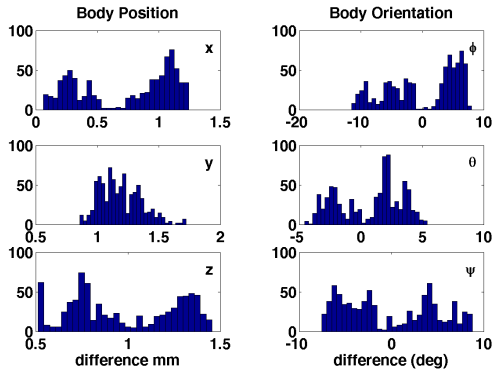 Body Position
Body Orientation
100
50
0
x
0 0.5 1 1.5
100
50
0
ϕ
-20 -10 0 10
100
50
0
y
0.5 1 1.5 2
100
50
0
θ
-5 0 5 10
100
50
0
z
0.5 1 1.5
difference mm
100
50
0
ψ
-10 0 10
difference (deg)